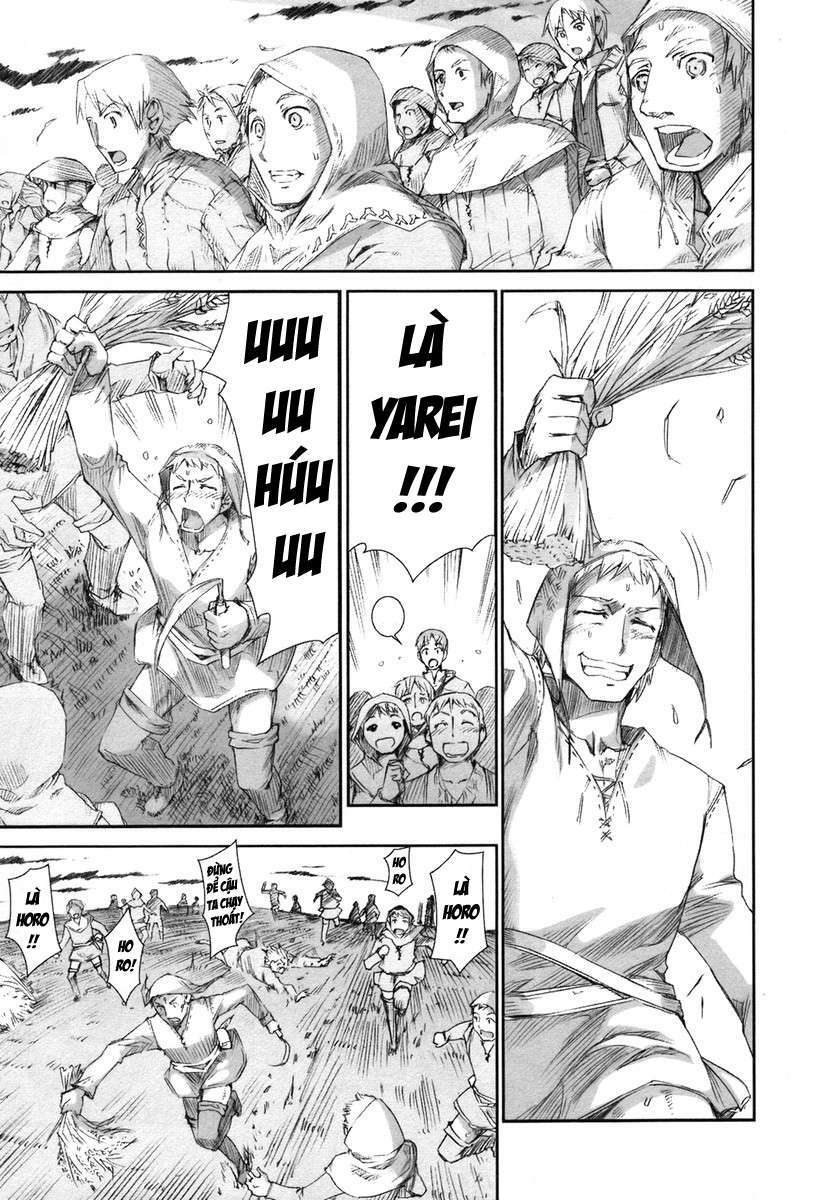 LÀ
YAREI
!!!
UUU
UU
HÚU
UU
LÀ
HORO
!!
HO
RO
ĐỪNG
ĐỂ CẬU
TA CHẠY
THOÁT!
HO
RO!
LÀ
HORO
!!